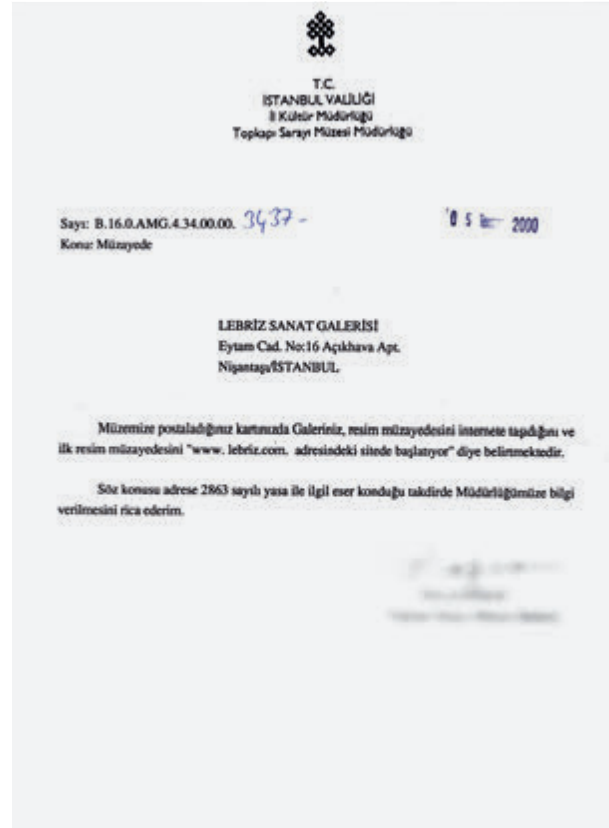 T.C.
İSTANBUL VALİLİĞİ
İl Kültür Müdürlüğü
Topkapı Sarayı Müzesi Müdürlüğü
Sayı: B.16.0.AMG.4.34.00.00. 3437-
05 2000
Konu: Müzayede
LEBRİZ SANAT GALERİSİ
Eytam Cad. No:16 Açıkhava Apt.
Nişantaşı/İSTANBUL
Müzemize postaladığınız kartınızda Galeriniz, resim müzayedesini internete taşıdığını ve
ilk resim müzayedesini "www. lebriz.com. adresindeki sitede başlatıyor" diye belirtmektedir.
Söz konusu adrese 2863 sayılı yasa ile ilgil eser konduğu takdirde Müdürlüğümüze bilgi
verilmesini rica ederim.